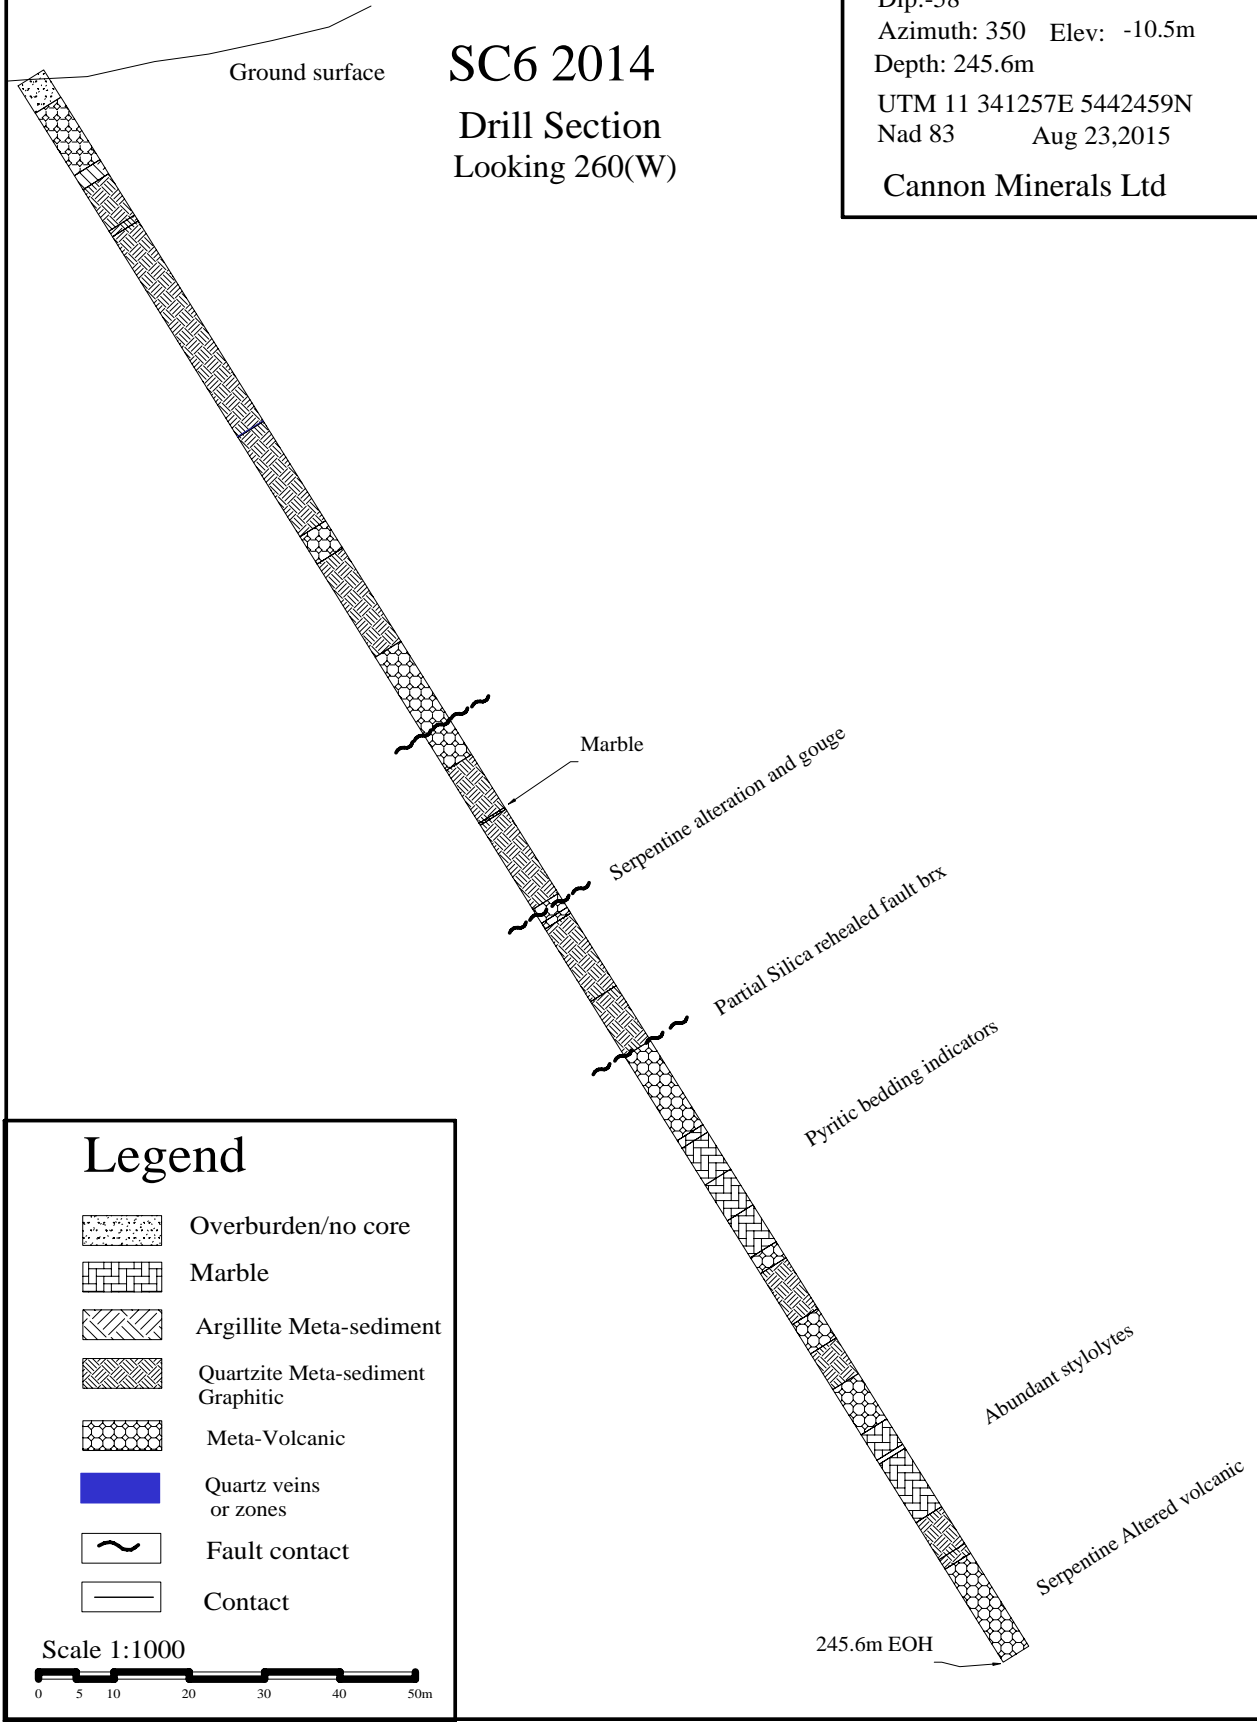 Dip:-58
Azimuth: 350 Elev: -10.5m
Depth: 245.6m
UTM 11 341257E 5442459N
Nad 83 Aug 23,2015
Cannon Minerals Ltd
SC6 2014
Drill Section
Looking 260(W)
Ground surface
Marble
Serpentine alteration and gouge
Partial Silica rehealed fault brx
Pyritic bedding indicators
Abundant stylolytes
Serpentine Altered volcanic
245.6m EOH
Legend
Overburden/no core
Marble
Argillite Meta-sediment
Quartzite Meta-sediment
Graphitic
Meta-Volcanic
Quartz veins
or zones
Fault contact
Contact
Scale 1:1000
0 5 10 20 30 40 50m